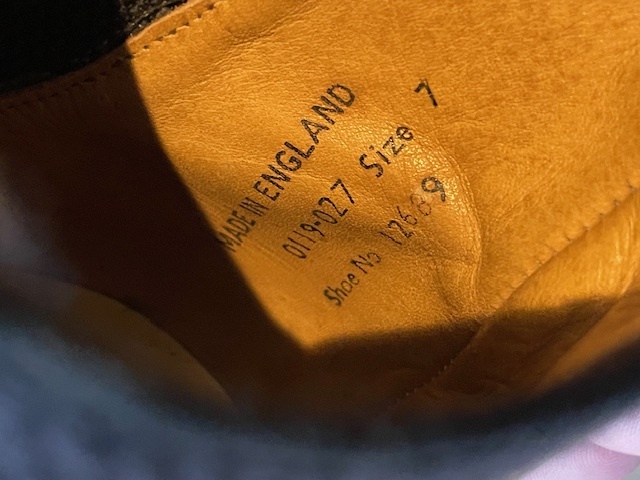 MADE IN ENGLAND
0119-027 Size 7
Shoe No 12689